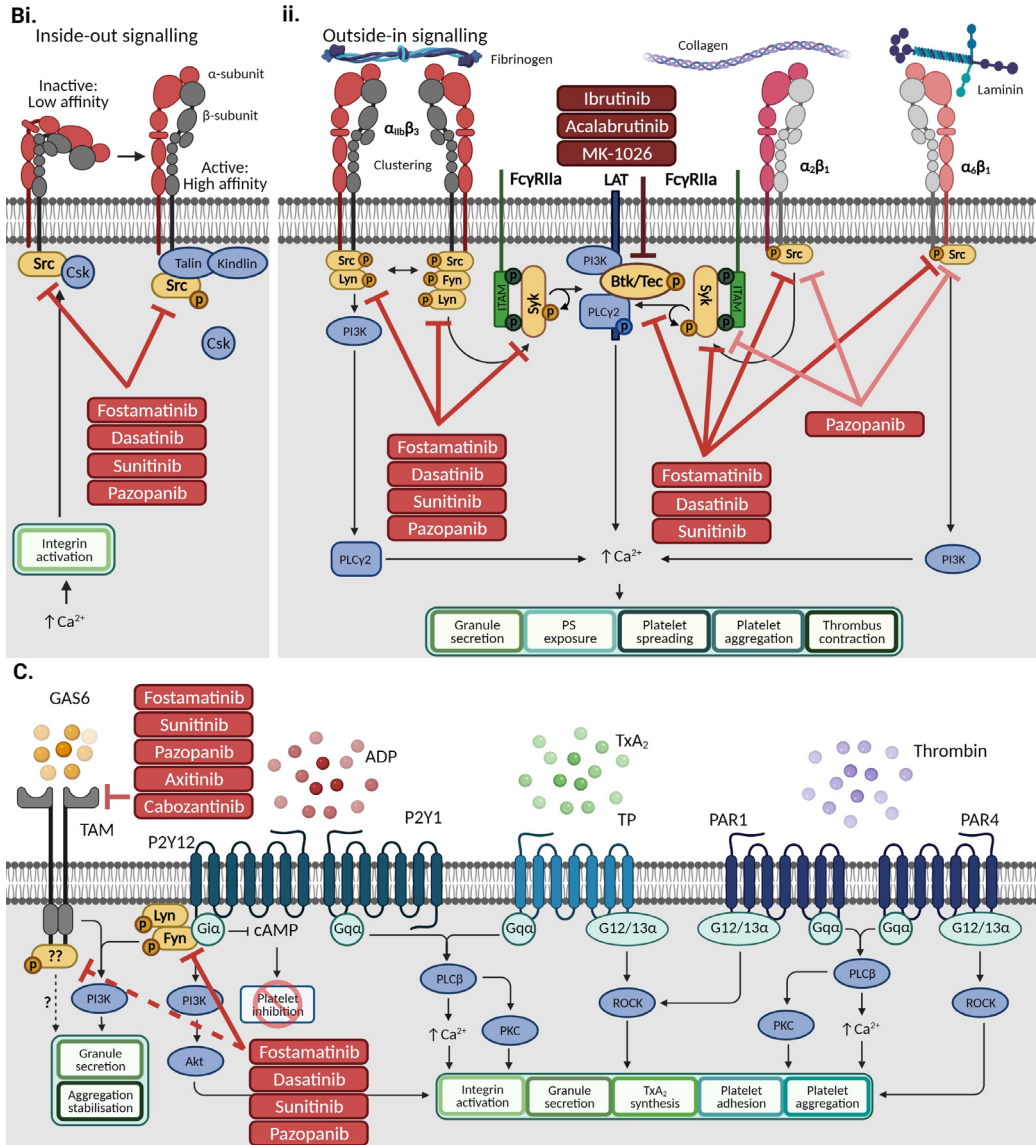 Bi.
Inside-out signalling
Inactive:
Low affinity
α-subunit
β-subunit
Active:
High affinity
Src
Csk
Talin
Kindlin
Src
p
Csk
Fostamatinib
Dasatinib
Sunitinib
Pazopanib
Integrin
activation
↑ Ca²⁺
ii.
Outside-in signalling
Fibrinogen
Collagen
Laminin
αIIbβ3
Clustering
Ibrutinib
Acalabrutinib
MK-1026
FcγRIIa
LAT
FcγRIIa
α2β1
α6β1
Src
p
Lyn
p
Src
p
Fyn
p
Lyn
p
PI3K
ITAM
p
p
Syk
p
PI3K
Btk/Tec
p
PLCγ2
p
Syk
p
ITAM
p
p
p
Src
p
Src
Fostamatinib
Dasatinib
Sunitinib
Pazopanib
Pazopanib
Fostamatinib
Dasatinib
Sunitinib
PLCγ2
↑ Ca²⁺
PI3K
Granule
secretion
PS
exposure
Platelet
spreading
Platelet
aggregation
Thrombus
contraction
C.
GAS6
Fostamatinib
Sunitinib
Pazopanib
Axitinib
Cabozantinib
TAM
ADP
TxA₂
Thrombin
P2Y12
P2Y1
TP
PAR1
PAR4
p
Lyn
p
Fyn
Giα
cAMP
Gqα
Gqα
G12/13α
G12/13α
Gqα
Gqα
G12/13α
p
??
?
PI3K
PI3K
Platelet
inhibition
PLCβ
PKC
↑ Ca²⁺
ROCK
PLCβ
PKC
↑ Ca²⁺
ROCK
Akt
Granule
secretion
Aggregation
stabilisation
Fostamatinib
Dasatinib
Sunitinib
Pazopanib
Integrin
activation
Granule
secretion
TxA₂
synthesis
Platelet
adhesion
Platelet
aggregation